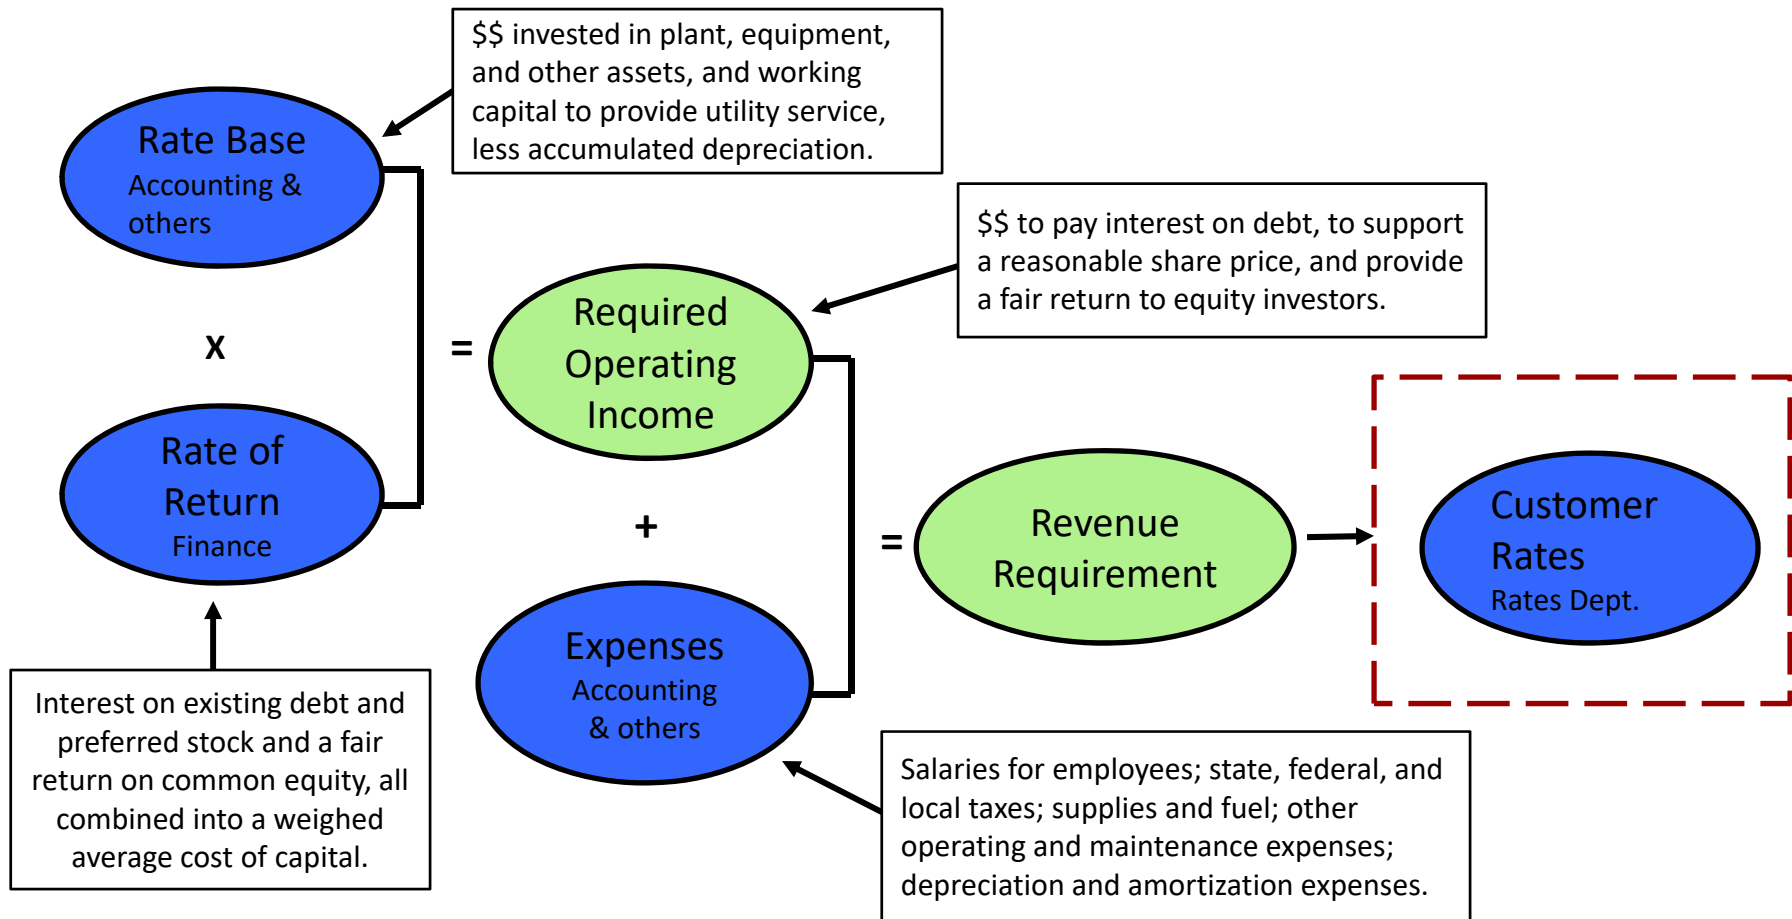 $$ invested in plant, equipment,
and other assets, and working
capital to provide utility service,
less accumulated depreciation.
Rate Base
Accounting &
others
$$ to pay interest on debt, to support
a reasonable share price, and provide
a fair return to equity investors.
X
=
Required
Operating
Income
Rate of
Return
Finance
+
=
Revenue
Requirement
Customer
Rates
Rates Dept.
Expenses
Accounting
& others
Interest on existing debt and
preferred stock and a fair
return on common equity, all
combined into a weighed
average cost of capital.
Salaries for employees; state, federal, and
local taxes; supplies and fuel; other
operating and maintenance expenses;
depreciation and amortization expenses.